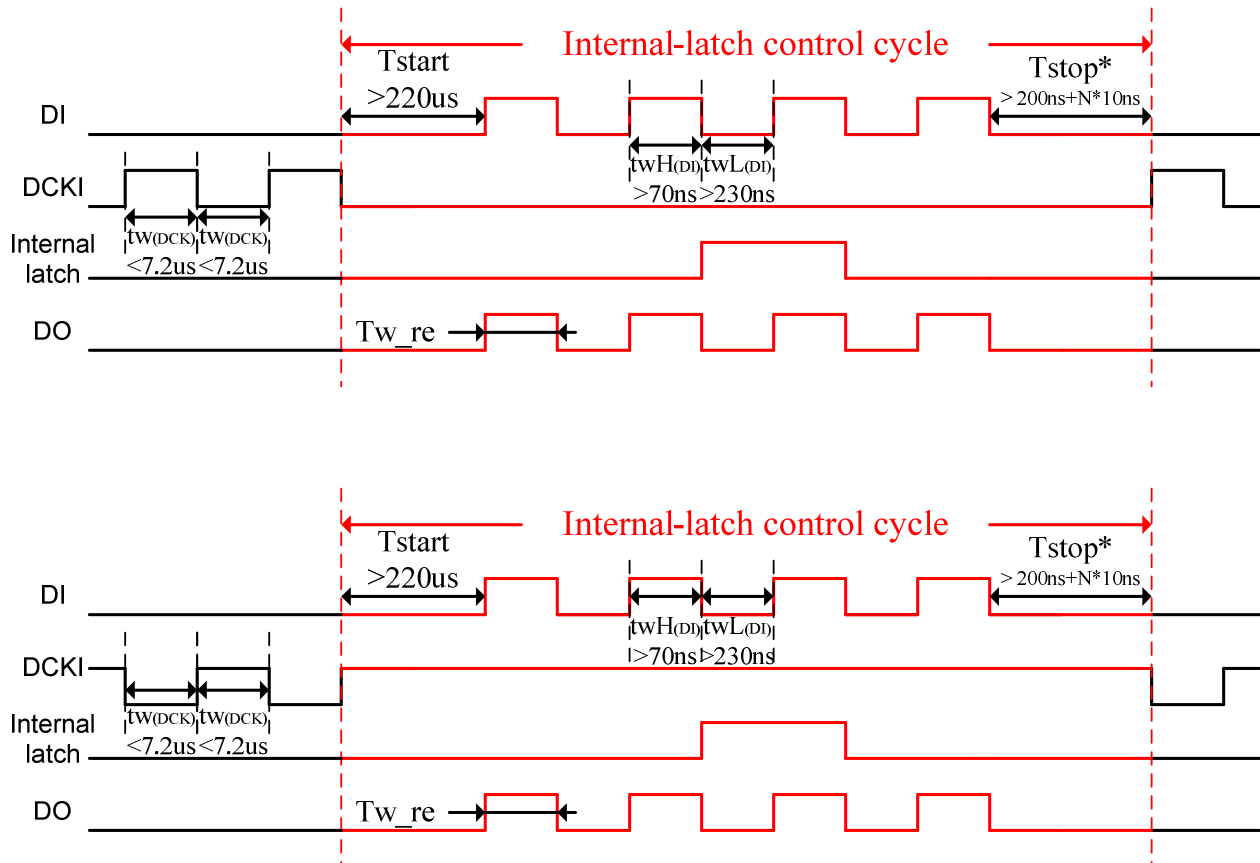 Internal-latch control cycle
Tstart
>220us
Tstop*
>200ns+N*10ns
DI
twH(DI) twL(DI)
>70ns >230ns
DCKI
tw(DCK) tw(DCK)
<7.2us <7.2us
Internal
latch
DO
Tw_re
Internal-latch control cycle
Tstart
>220us
Tstop*
>200ns+N*10ns
DI
twH(DI) twL(DI)
>70ns >230ns
DCKI
tw(DCK) tw(DCK)
<7.2us <7.2us
Internal
latch
DO
Tw_re